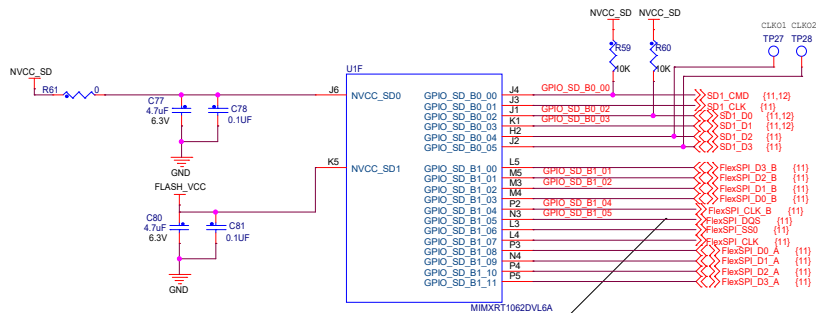 NVCC_SD NVCC_SD CLKO1 CLKO2
TP27 TP28
R59 R60
10K 10K
NVCC_SD
R61 0
U1F
J6 NVCC_SD0
C77
4.7uF
6.3V
C78
0.1UF
GND
K5 NVCC_SD1
FLASH_VCC
C80
4.7uF
6.3V
C81
0.1UF
GND
GPIO_SD_B0_00 J4 GPIO_SD_B0_00 SD1_CMD {11,12}
GPIO_SD_B0_01 J3 SD1_CLK {11}
GPIO_SD_B0_02 J1 GPIO_SD_B0_02 SD1_D0 {11,12}
GPIO_SD_B0_03 K1 GPIO_SD_B0_03 SD1_D1 {11,12}
GPIO_SD_B0_04 H2 SD1_D2 {11}
GPIO_SD_B0_05 J2 SD1_D3 {11}
GPIO_SD_B1_00 L5 FlexSPI_D3_B {11}
GPIO_SD_B1_01 M5 GPIO_SD_B1_01 FlexSPI_D2_B {11}
GPIO_SD_B1_02 M3 GPIO_SD_B1_02 FlexSPI_D1_B {11}
GPIO_SD_B1_03 M4 FlexSPI_D0_B {11}
GPIO_SD_B1_04 P2 GPIO_SD_B1_04 FlexSPI_CLK_B {11}
GPIO_SD_B1_05 N3 GPIO_SD_B1_05 FlexSPI_DQS {11}
GPIO_SD_B1_06 L3 FlexSPI_SS0 {11}
GPIO_SD_B1_07 L4 FlexSPI_CLK {11}
GPIO_SD_B1_08 P3 FlexSPI_D0_A {11}
GPIO_SD_B1_09 N4 FlexSPI_D1_A {11}
GPIO_SD_B1_10 P4 FlexSPI_D2_A {11}
GPIO_SD_B1_11 P5 FlexSPI_D3_A {11}
MIMXRT1062DVL6A